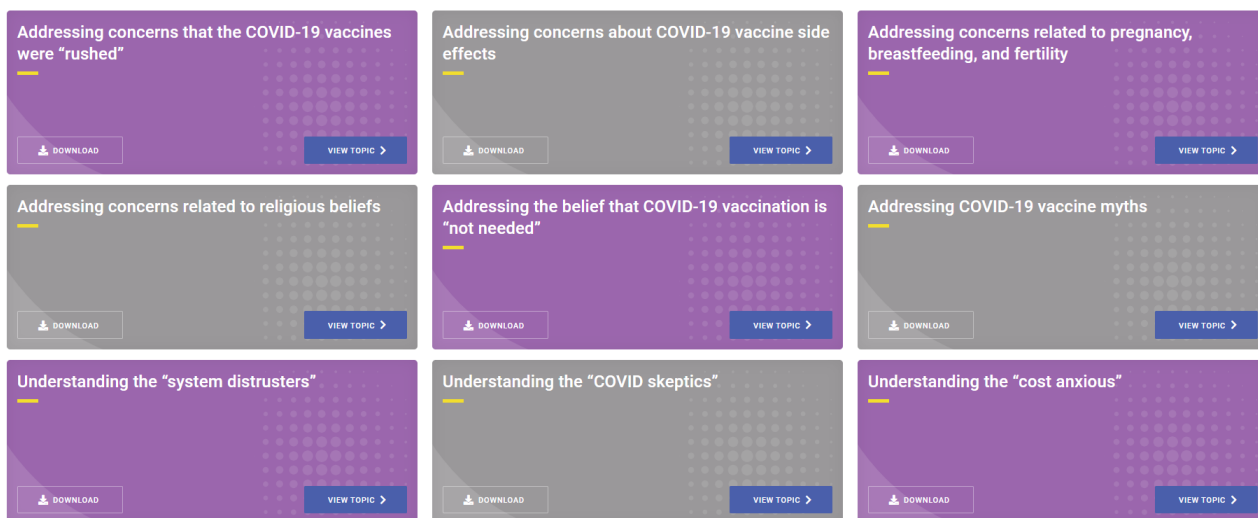 Addressing concerns that the COVID-19 vaccines
were “rushed”
DOWNLOAD
VIEW TOPIC
Addressing concerns about COVID-19 vaccine side
effects
DOWNLOAD
VIEW TOPIC
Addressing concerns related to pregnancy,
breastfeeding, and fertility
DOWNLOAD
VIEW TOPIC
Addressing concerns related to religious beliefs
DOWNLOAD
VIEW TOPIC
Addressing the belief that COVID-19 vaccination is
“not needed”
DOWNLOAD
VIEW TOPIC
Addressing COVID-19 vaccine myths
DOWNLOAD
VIEW TOPIC
Understanding the “system distrusters”
DOWNLOAD
VIEW TOPIC
Understanding the “COVID skeptics”
DOWNLOAD
VIEW TOPIC
Understanding the “cost anxious”
DOWNLOAD
VIEW TOPIC